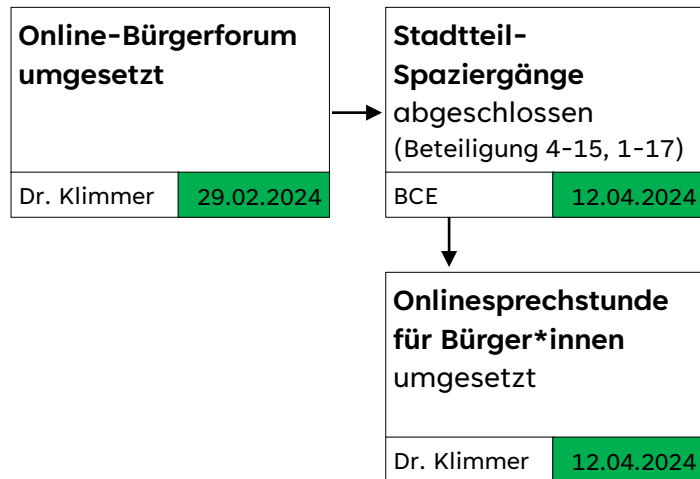 Online-Bürgerforum
umgesetzt
Dr. Klimmer
29.02.2024
Stadtteil-
Spaziergänge
abgeschlossen
(Beteiligung 4-15, 1-17)
BCE
12.04.2024
Onlinesprechstunde
für Bürger*innen
umgesetzt
Dr. Klimmer
12.04.2024